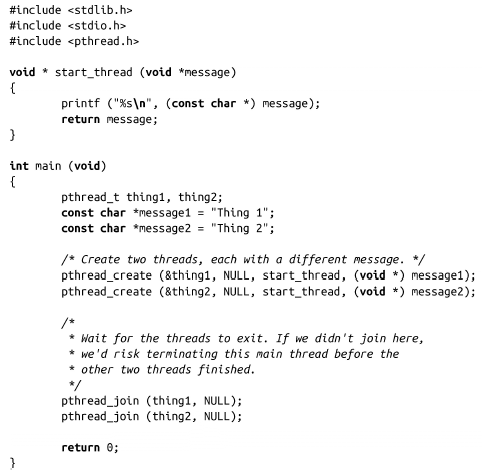 #include <stdlib.h>
#include <stdio.h>
#include <pthread.h>

void * start_thread (void *message)
{
        printf ("%s\n", (const char *) message);
        return message;
}

int main (void)
{
        pthread_t thing1, thing2;
        const char *message1 = "Thing 1";
        const char *message2 = "Thing 2";

        /* Create two threads, each with a different message. */
        pthread_create (&thing1, NULL, start_thread, (void *) message1);
        pthread_create (&thing2, NULL, start_thread, (void *) message2);

        /*
         * Wait for the threads to exit. If we didn't join here,
         * we'd risk terminating this main thread before the
         * other two threads finished.
         */
        pthread_join (thing1, NULL);
        pthread_join (thing2, NULL);

        return 0;
}